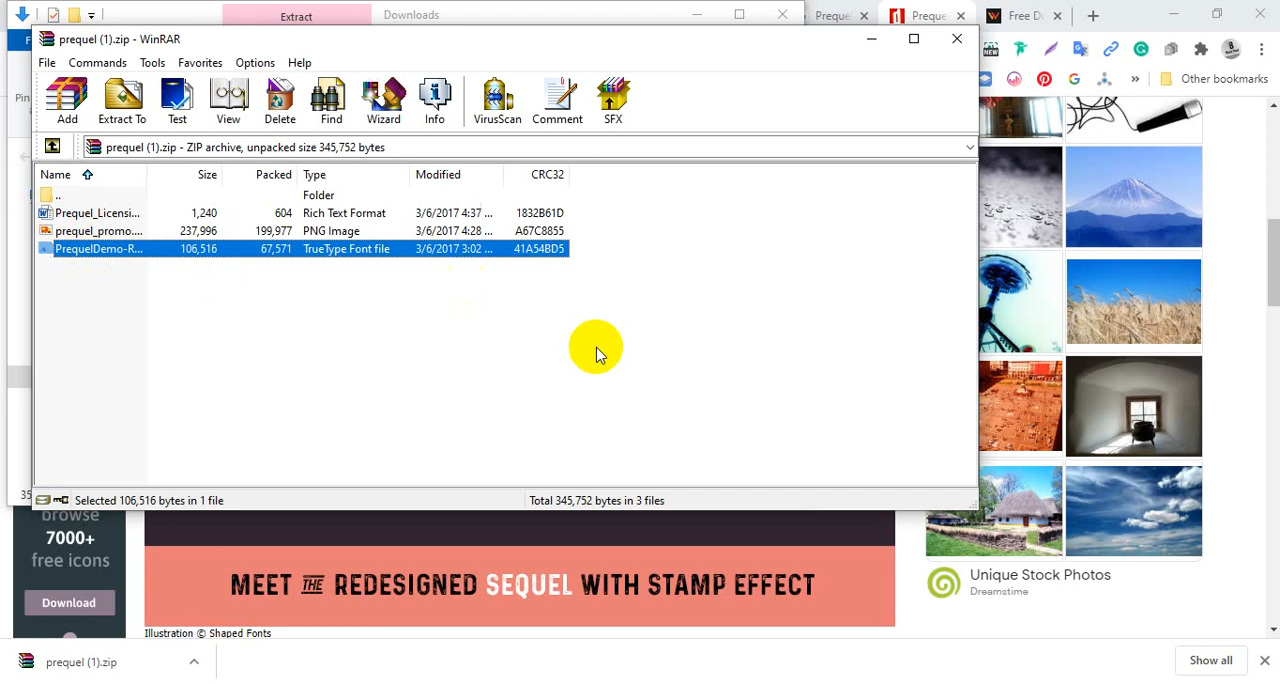 Extract
Downloads
Prequel
Preque
Free D
prequel (1).zip - WinRAR
File Commands Tools Favorites Options Help
Add Extract To Test View Delete Find Wizard Info VirusScan Comment SFX
Other bookmarks
Pin
prequel (1).zip - ZIP archive, unpacked size 345,752 bytes
Name Size Packed Type Modified CRC32
.. Folder
Prequel_Licensi... 1,240 604 Rich Text Format 3/6/2017 4:37 ... 1832B61D
prequel_promo.... 237,996 199,977 PNG Image 3/6/2017 4:28 ... A67C8855
PrequelDemo-R... 106,516 67,571 TrueType Font file 3/6/2017 3:02 ... 41A54BD5
Selected 106,516 bytes in 1 file
Total 345,752 bytes in 3 files
browse
7000+
free icons
Download
MEET THE REDESIGNED SEQUEL WITH STAMP EFFECT
Illustration © Shaped Fonts
Unique Stock Photos
Dreamstime
prequel (1).zip
Show all